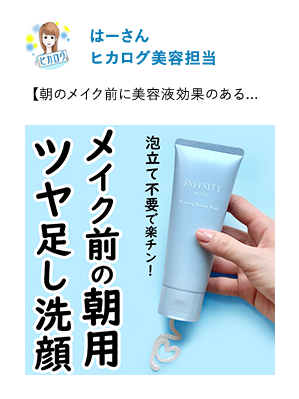 ヒカログ
はーさん
ヒカログ美容担当
【朝のメイク前に美容液効果のある...
メイク前の朝用
ツヤ足し洗顔
泡立て不要で楽チン！
INFINITY